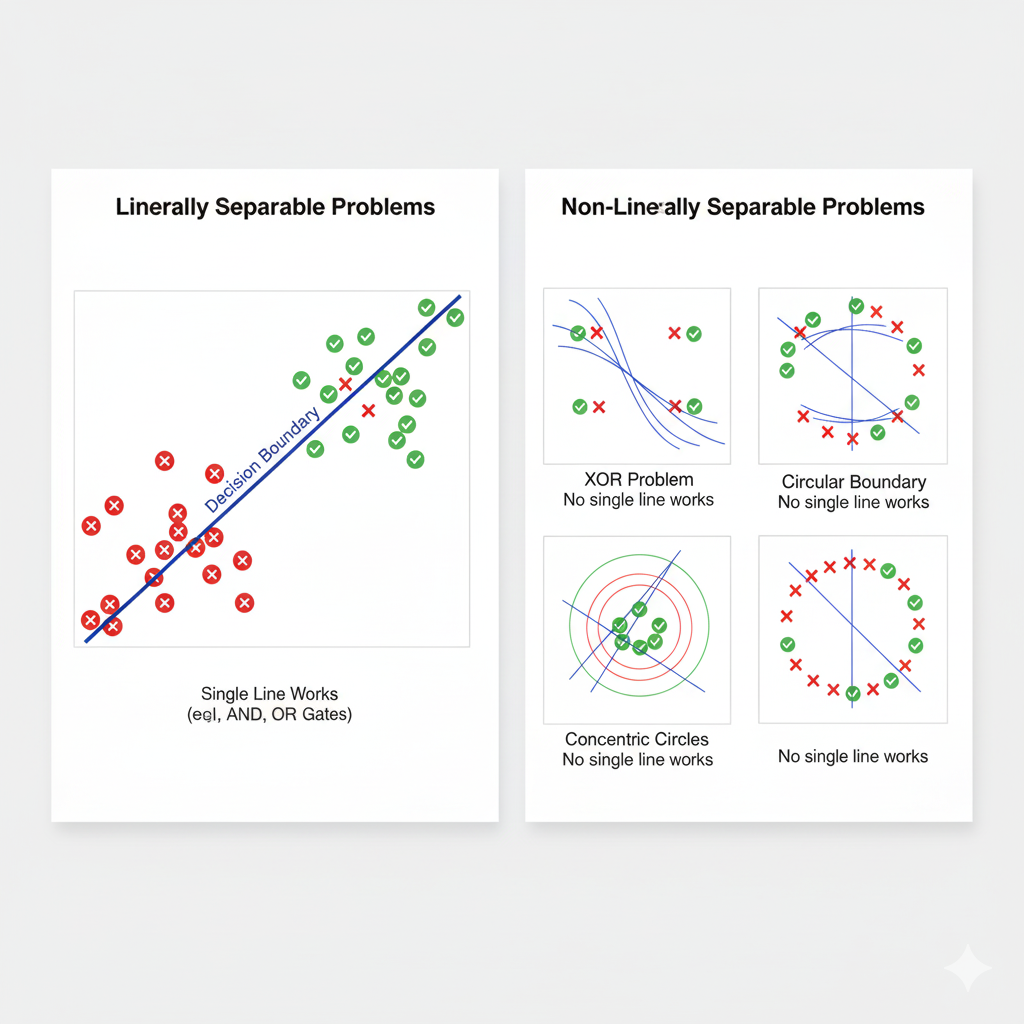 Linerally Separable Problems
Decision Boundary
Single Line Works
AND, OR Gates)
Non-Linerally Separable Problems
XOR Problem
No single line works
Circular Boundary
No single line works
Concentric Circles
No single line works
No single line works